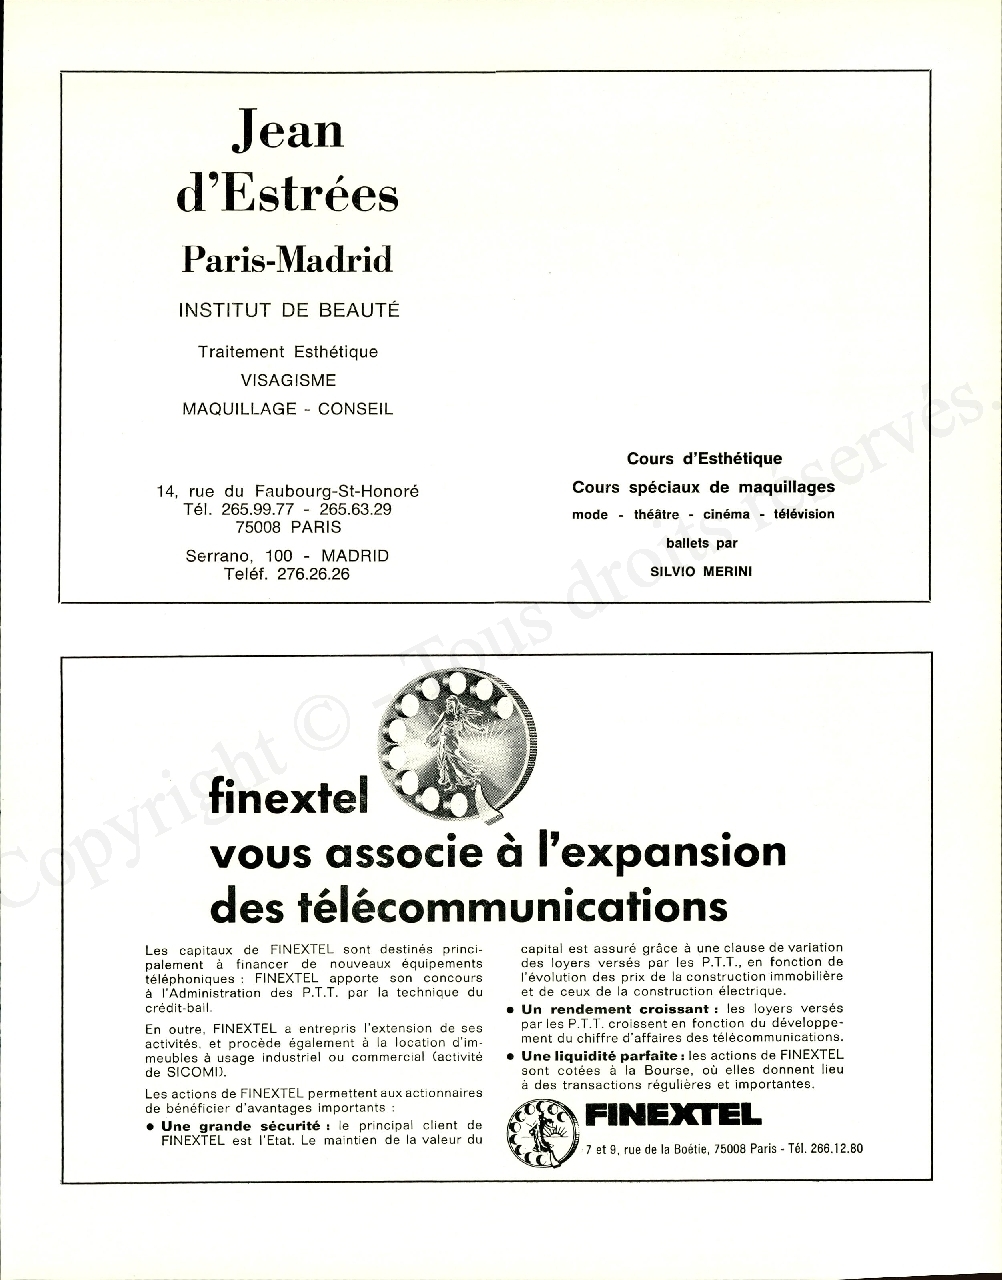 Jean
d'Estrées
Paris-Madrid
INSTITUT DE BEAUTÉ
Traitement Esthétique
VISAGISME
MAQUILLAGE - CONSEIL
14, rue du Faubourg-St-Honoré
Tél. 265.99.77 - 265.63.29
75008 PARIS
Serrano, 100 - MADRID
Teléf. 276.26.26
Cours d'Esthétique
Cours spéciaux de maquillages
mode - théâtre - cinéma - télévision
ballets par
SILVIO MERINI
finextel
vous associe à l'expansion
des télécommunications
Les capitaux de FINEXTEL sont destinés princi-
palement à financer de nouveaux équipements
téléphoniques : FINEXTEL apporte son concours
à l'Administration des P.T.T. par la technique du
crédit-bail.
En outre, FINEXTEL a entrepris l'extension de ses
activités, et procède également à la location d'im-
meubles à usage industriel ou commercial (activité
de SICOMI).
Les actions de FINEXTEL permettent aux actionnaires
de bénéficier d'avantages importants :
• Une grande sécurité : le principal client de
FINEXTEL est l'Etat. Le maintien de la valeur du
capital est assuré grâce à une clause de variation
des loyers versés par les P.T.T., en fonction de
l'évolution des prix de la construction immobilière
et de ceux de la construction électrique.
• Un rendement croissant : les loyers versés
par les P.T.T. croissent en fonction du développe-
ment du chiffre d'affaires des télécommunications.
• Une liquidité parfaite : les actions de FINEXTEL
sont cotées à la Bourse, où elles donnent lieu
à des transactions régulières et importantes.
FINEXTEL
7 et 9, rue de la Boëtie, 75008 Paris - Tél. 266.12.80
Copyright © - Tous droits réservés.